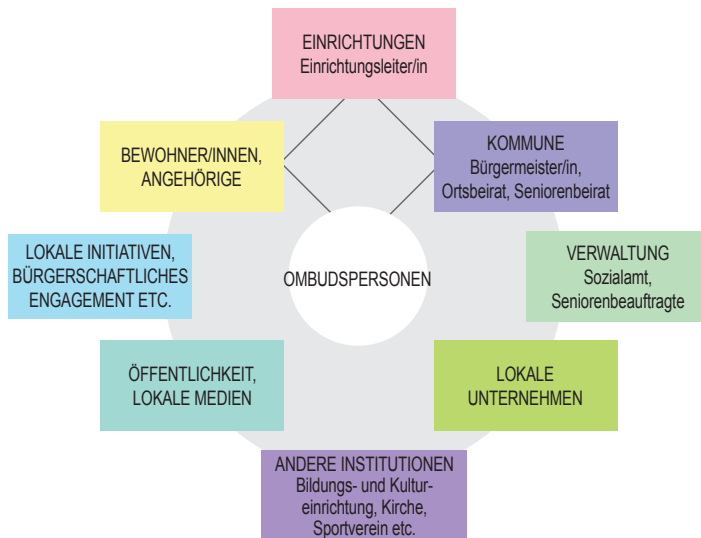 EINRICHTUNGEN
Einrichtungsleiter/in
BEWOHNER/INNEN,
ANGEHÖRIGE
KOMMUNE
Bürgermeister/in,
Ortsbeirat, Seniorenbeirat
LOKALE INITIATIVEN,
BÜRGERSCHAFTLICHES
ENGAGEMENT ETC.
OMBUDSPERSONEN
VERWALTUNG
Sozialamt,
Seniorenbeauftragte
ÖFFENTLICHKEIT,
LOKALE MEDIEN
LOKALE
UNTERNEHMEN
ANDERE INSTITUTIONEN
Bildungs- und Kultur-
einrichtung, Kirche,
Sportverein etc.